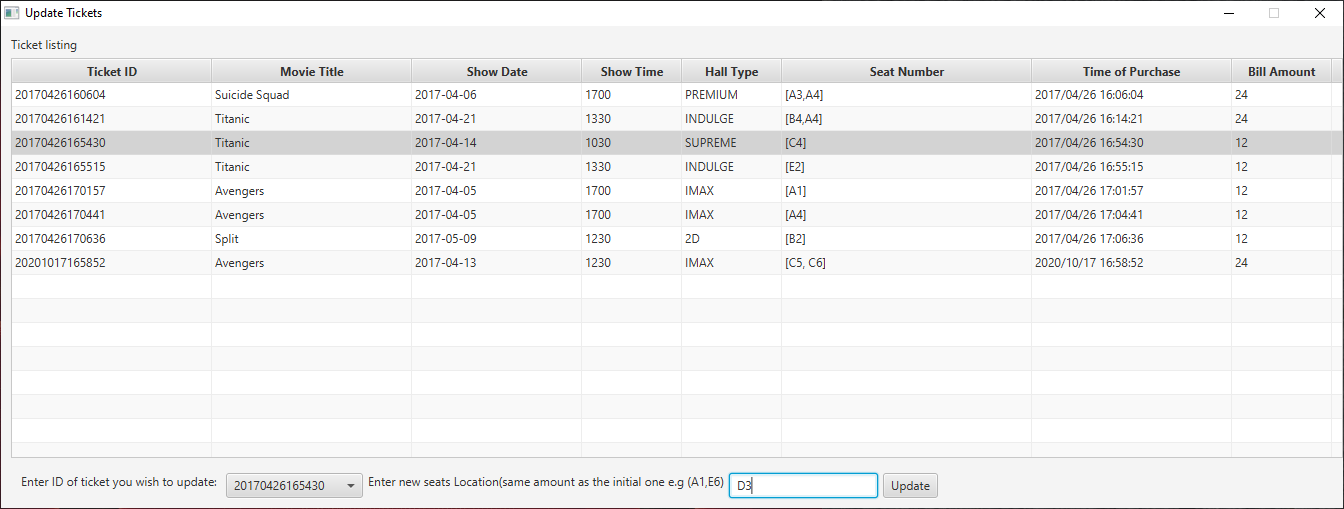 Update Tickets
Ticket listing
Ticket ID Movie Title Show Date Show Time Hall Type Seat Number Time of Purchase Bill Amount
20170426160604 Suicide Squad 2017-04-06 1700 PREMIUM [A3,A4] 2017/04/26 16:06:04 24
20170426161421 Titanic 2017-04-21 1330 INDULGE [B4,A4] 2017/04/26 16:14:21 24
20170426165430 Titanic 2017-04-14 1030 SUPREME [C4] 2017/04/26 16:54:30 12
20170426165515 Titanic 2017-04-21 1330 INDULGE [E2] 2017/04/26 16:55:15 12
20170426170157 Avengers 2017-04-05 1700 IMAX [A1] 2017/04/26 17:01:57 12
20170426170441 Avengers 2017-04-05 1700 IMAX [A4] 2017/04/26 17:04:41 12
20170426170636 Split 2017-05-09 1230 2D [B2] 2017/04/26 17:06:36 12
20201017165852 Avengers 2017-04-13 1230 IMAX [C5, C6] 2020/10/17 16:58:52 24
Enter ID of ticket you wish to update: 20170426165430 Enter new seats Location(same amount as the initial one e.g (A1,E6) D3 Update